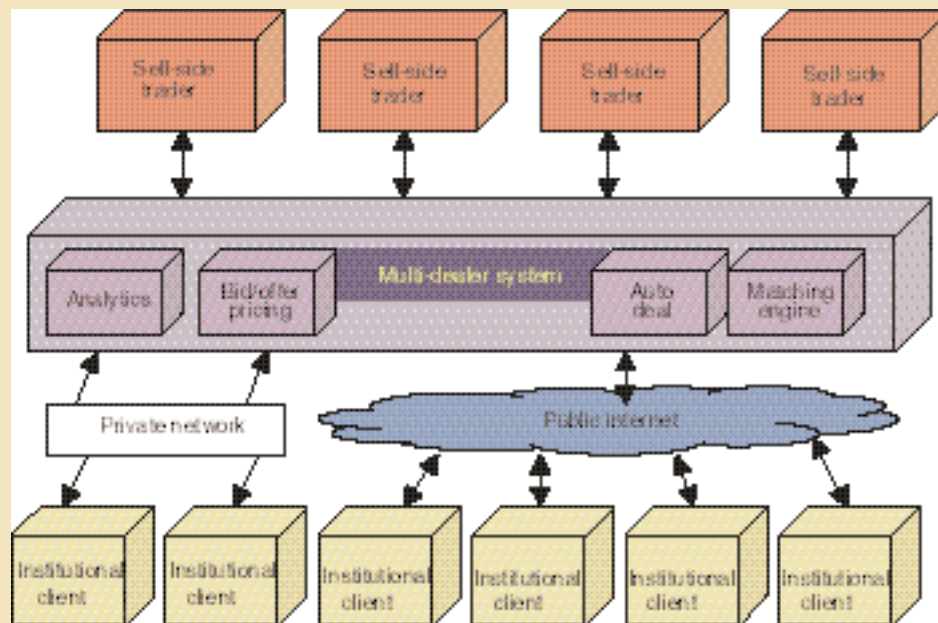 Sell-side
trader
Sell-side
trader
Sell-side
trader
Sell-side
trader
Multi-dealer system
Analytics
Bid/offer
pricing
Auto
deal
Matching
engine
Private network
Public internet
Institutional
client
Institutional
client
Institutional
client
Institutional
client
Institutional
client
Institutional
client